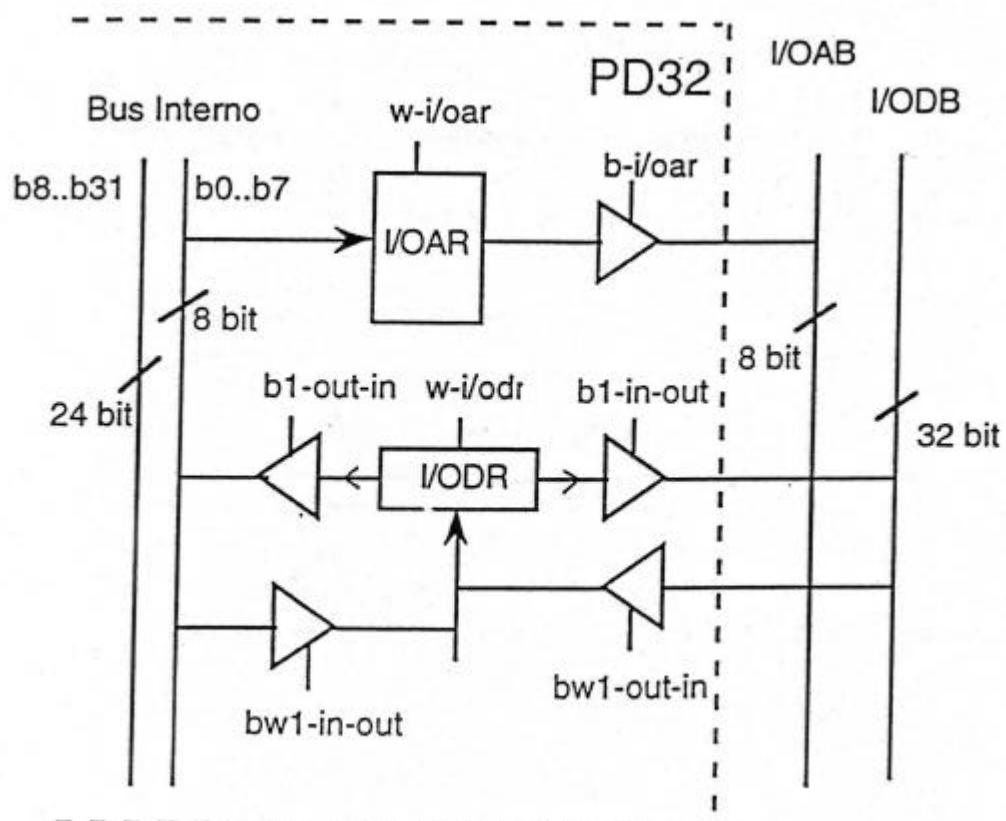 I/OAB
PD32
I/ODB
Bus Interno
w-i/oar
b8..b31
b0..b7
b-i/oar
I/OAR
8 bit
8 bit
24 bit
b1-out-in
w-i/odr
b1-in-out
32 bit
I/ODR
bw1-in-out
bw1-out-in